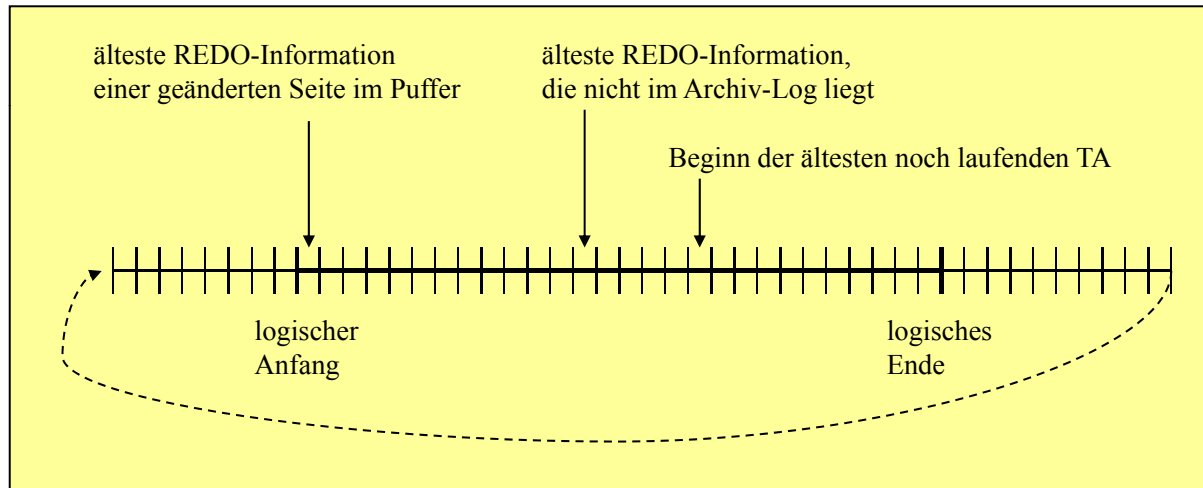 älteste REDO-Information
einer geänderten Seite im Puffer
älteste REDO-Information,
die nicht im Archiv-Log liegt
Beginn der ältesten noch laufenden TA
logischer
Anfang
logisches
Ende